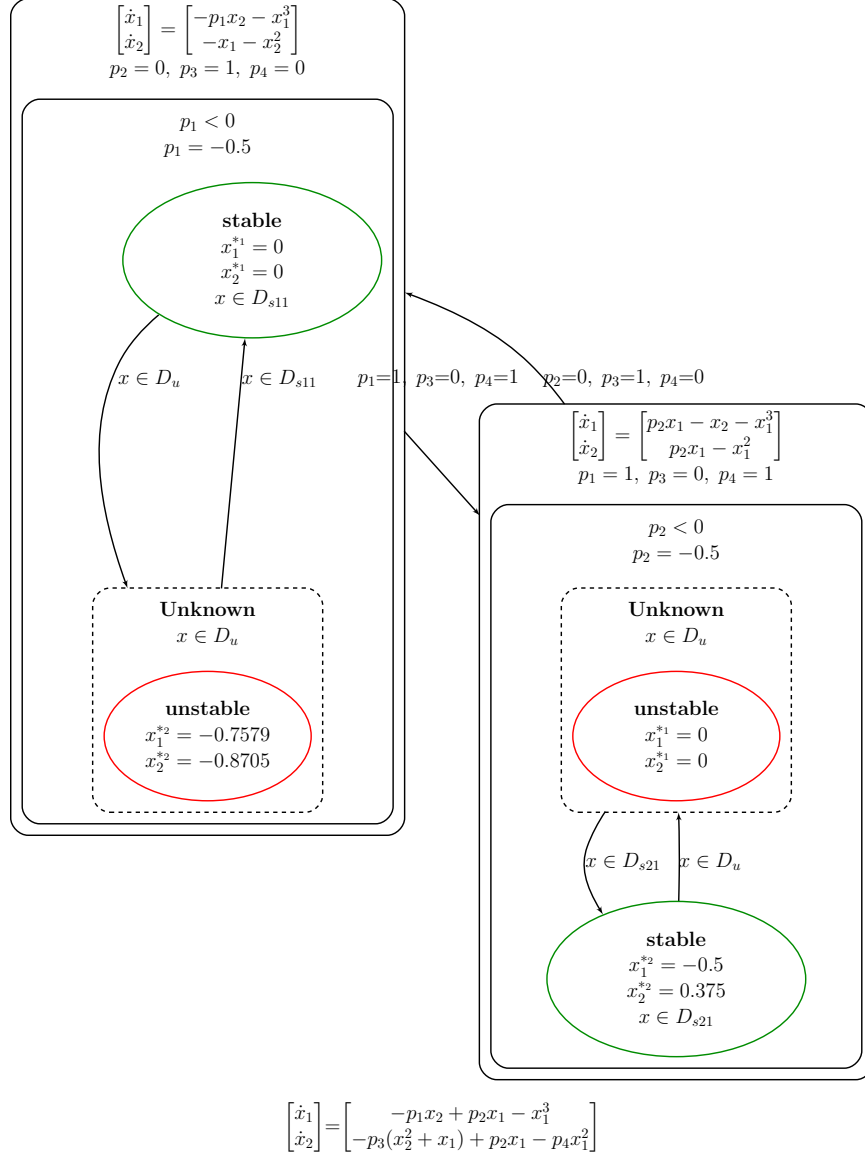 [ẋ₁ ẋ₂] = [−p₁x₂ − x₁³ −x₁ − x₂²]
p₂ = 0, p₃ = 1, p₄ = 0
p₁ < 0
p₁ = −0.5
stable
x₁^{*₁} = 0
x₂^{*₁} = 0
x ∈ D_{s11}
x ∈ D_u
x ∈ D_{s11}
p₁=1, p₃=0, p₄=1
p₂=0, p₃=1, p₄=0
Unknown
x ∈ D_u
unstable
x₁^{*₂} = −0.7579
x₂^{*₂} = −0.8705
[ẋ₁ ẋ₂] = [p₂x₁ − x₂ − x₁³ p₂x₁ − x₁²]
p₁ = 1, p₃ = 0, p₄ = 1
p₂ < 0
p₂ = −0.5
Unknown
x ∈ D_u
unstable
x₁^{*₁} = 0
x₂^{*₁} = 0
x ∈ D_{s21}
x ∈ D_u
stable
x₁^{*₂} = −0.5
x₂^{*₂} = 0.375
x ∈ D_{s21}
[ẋ₁ ẋ₂]=[−p₁x₂ + p₂x₁ − x₁³ −p₃(x₂² + x₁) + p₂x₁ − p₄x₁²]